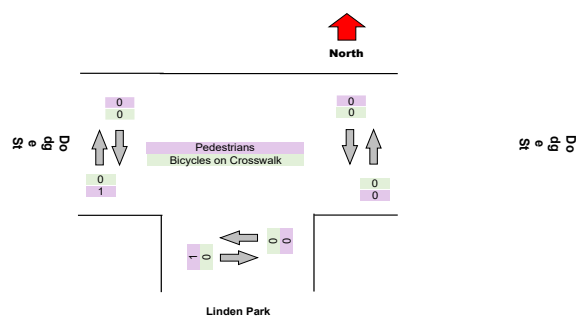 North
0
0
0
0
Do
dg
e
St
Do
dg
e
St
Pedestrians
Bicycles on Crosswalk
0
1
0
0
1
0
0
0
Linden Park